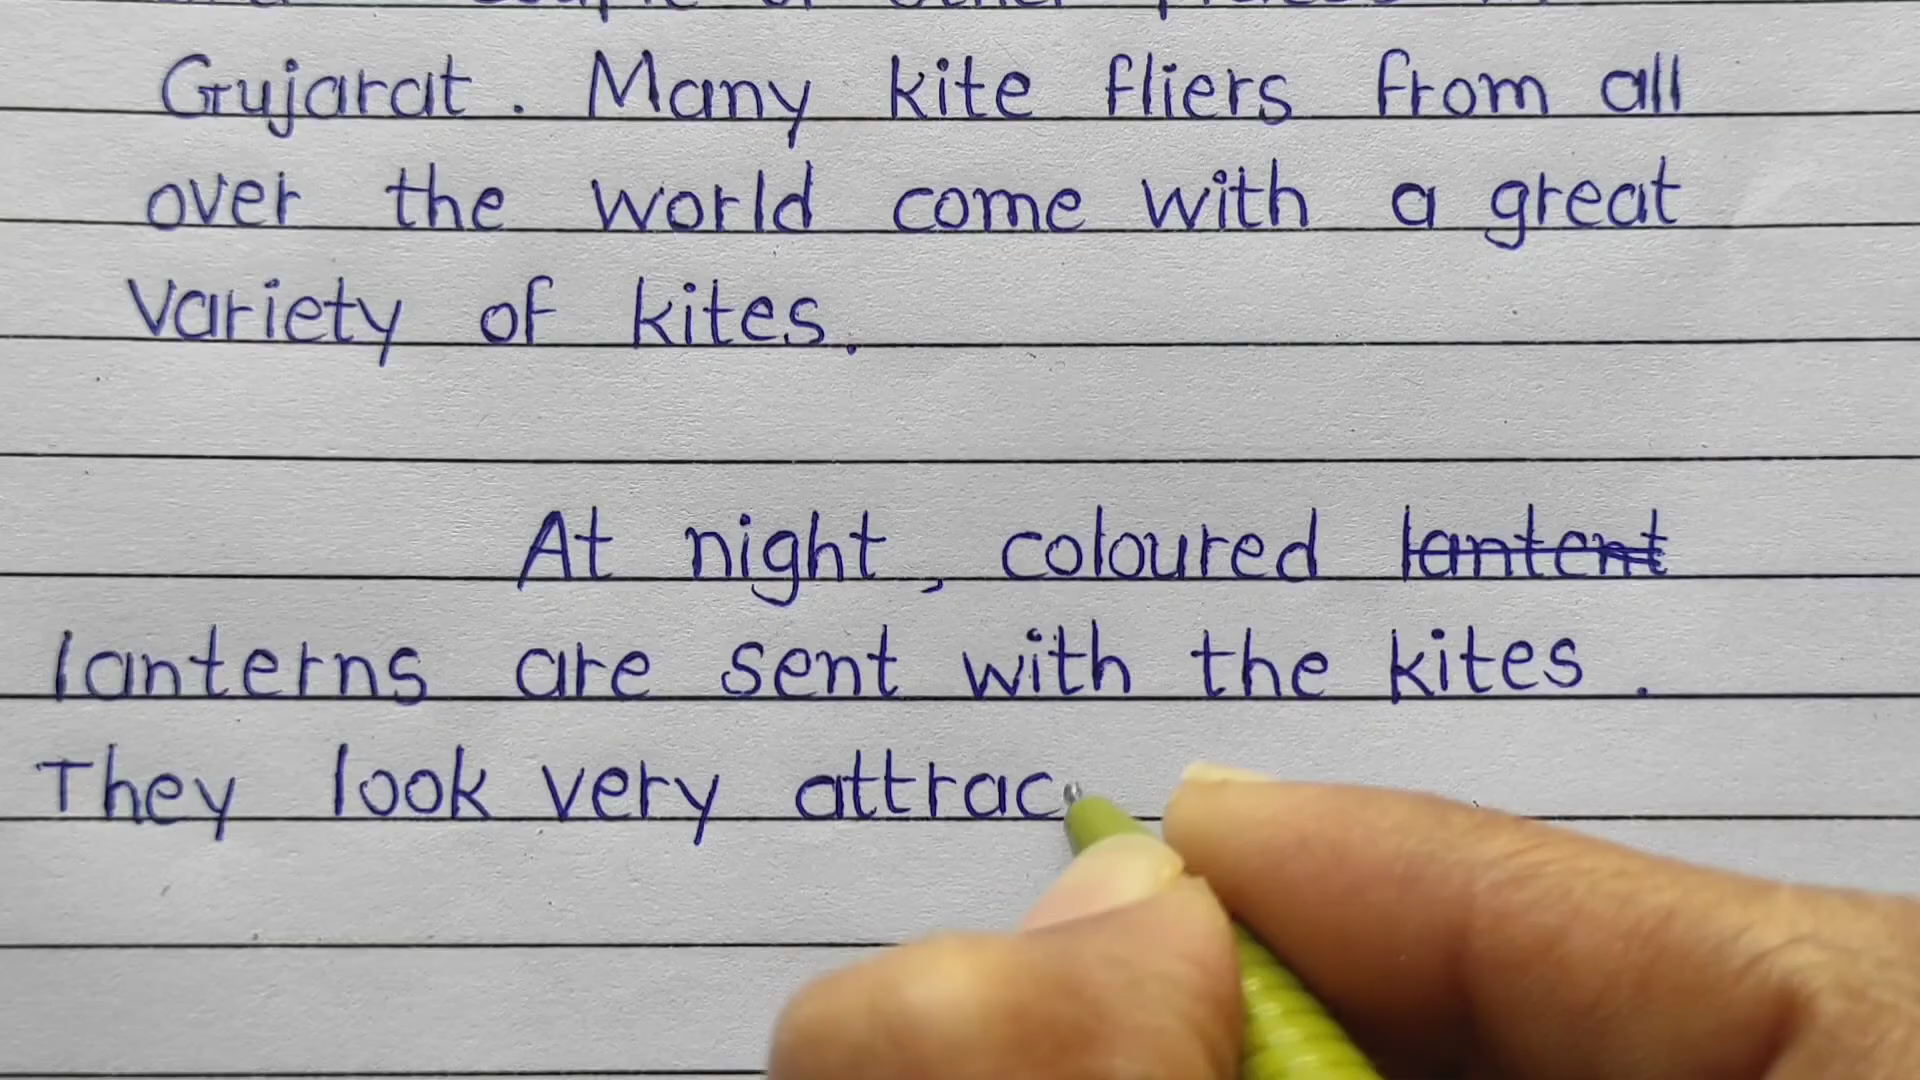 Gujarat. Many kite fliers from all
over the world come with a great
variety of kites.
At night, coloured lantent
lanterns are sent with the kites.
They look very attrac